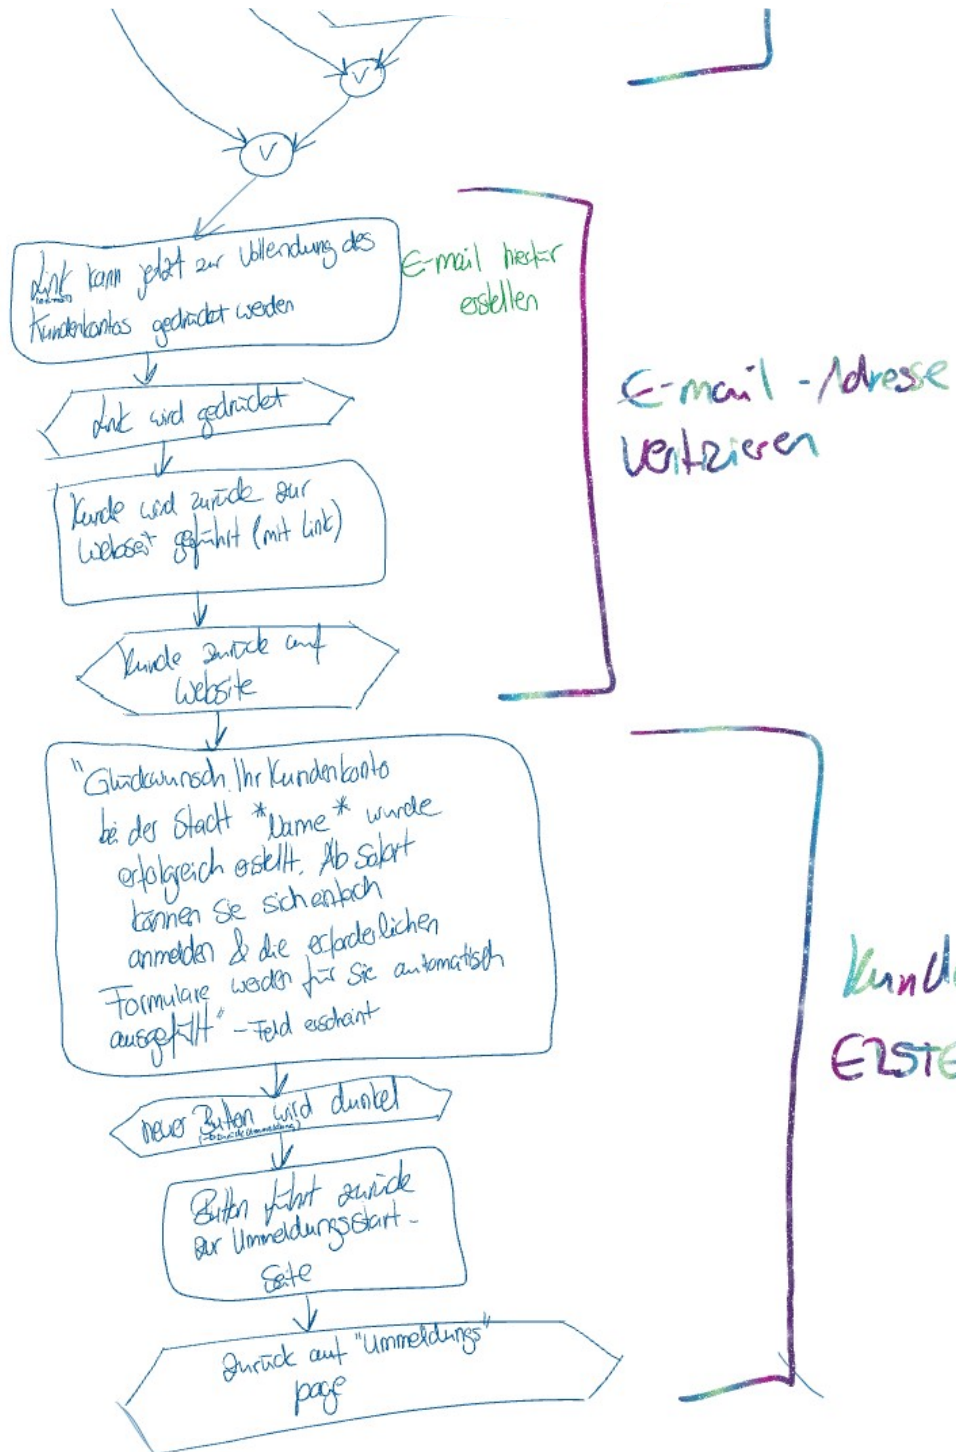 V
V
Link kann jetzt zur Vollendung des
Kundenkontos gedrückt werden
E-mail hierfür
erstellen
Link wird gedrückt
E-mail-Adresse
verifizieren
Kunde wird zurück zur
Webseit geführt (mit Link)
Kunde zurück auf
Website
"Glückwunsch. Ihr Kundenkonto
bei der Stadt *Name* wurde
erfolgreich erstellt. Ab sofort
können Sie sich einfach
anmelden & die erforderlichen
Formulare werden für Sie automatisch
ausgefüllt" - Feld erscheint
Kund
ERSTE
neuer Button wird dunkel
Button führt zurück
zur Ummeldungsstart-
Seite
Zurück auf "Ummeldungs"
page